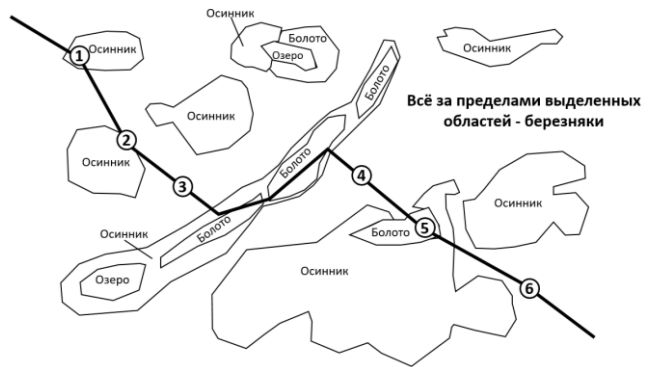 Осинник
Болото
Осинник
Озеро
Осинник
1
Болото
Всё за пределами выделенных
областей - березняки
Осинник
2
Осинник
Болото
3
4
Осинник
Болото
5
Болото
Осинник
Осинник
Озеро
6